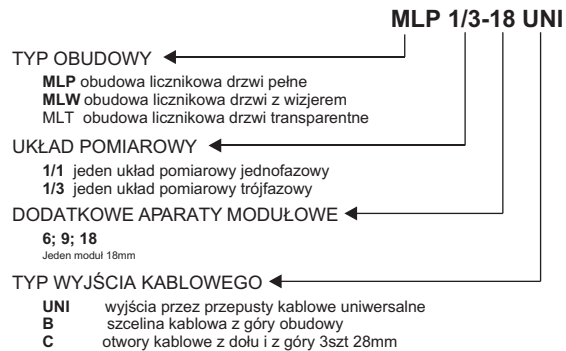 MLP 1/3-18 UNI
TYP OBUDOWY
MLP obudowa licznikowa drzwi pełne
MLW obudowa licznikowa drzwi z wizjerem
MLT obudowa licznikowa drzwi transparentne
UKŁAD POMIAROWY
1/1 jeden układ pomiarowy jednofazowy
1/3 jeden układ pomiarowy trójfazowy
DODATKOWE APARATY MODUŁOWE
6; 9; 18
Jeden moduł 18mm
TYP WYJŚCIA KABLOWEGO
UNI wyjścia przez przepusty kablowe uniwersalne
B szcelina kablowa z góry obudowy
C otwory kablowe z dołu i z góry 3szt 28mm